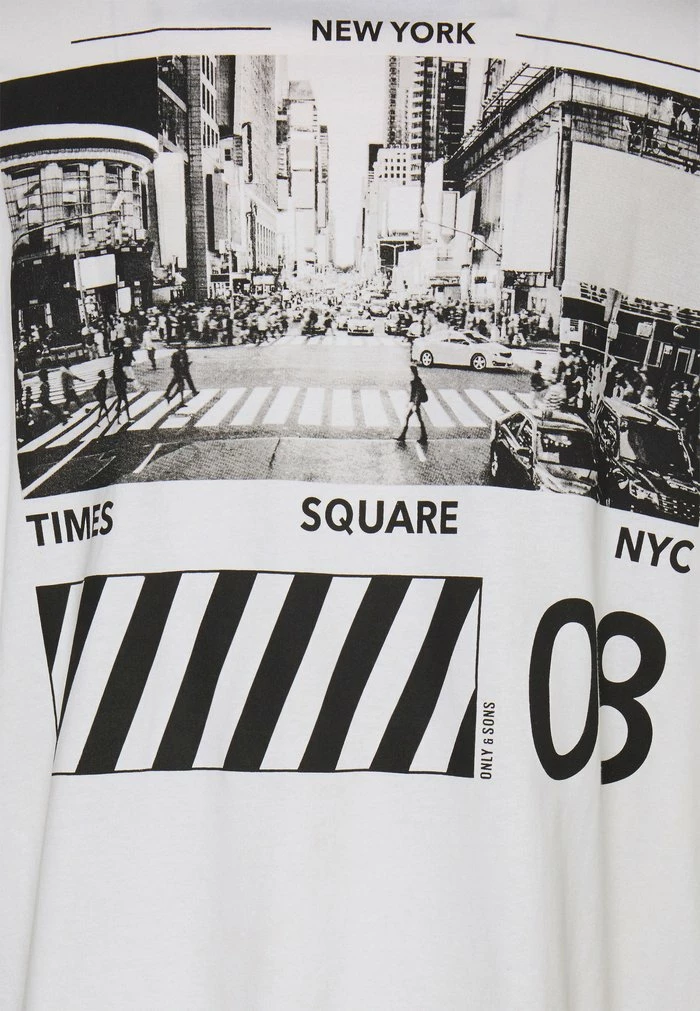 NEW YORK
TIMES SQUARE NYC
ONLY & SONS
08